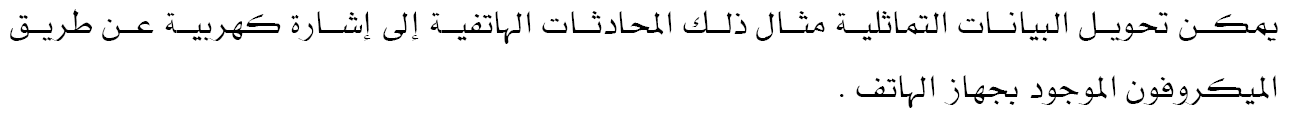 يمكن تحويل البيانات التماثلية مثال ذلك المحادثات الهاتفية إلى إشارة كهربية عن طريق
الميكروفون الموجود بجهاز الهاتف .